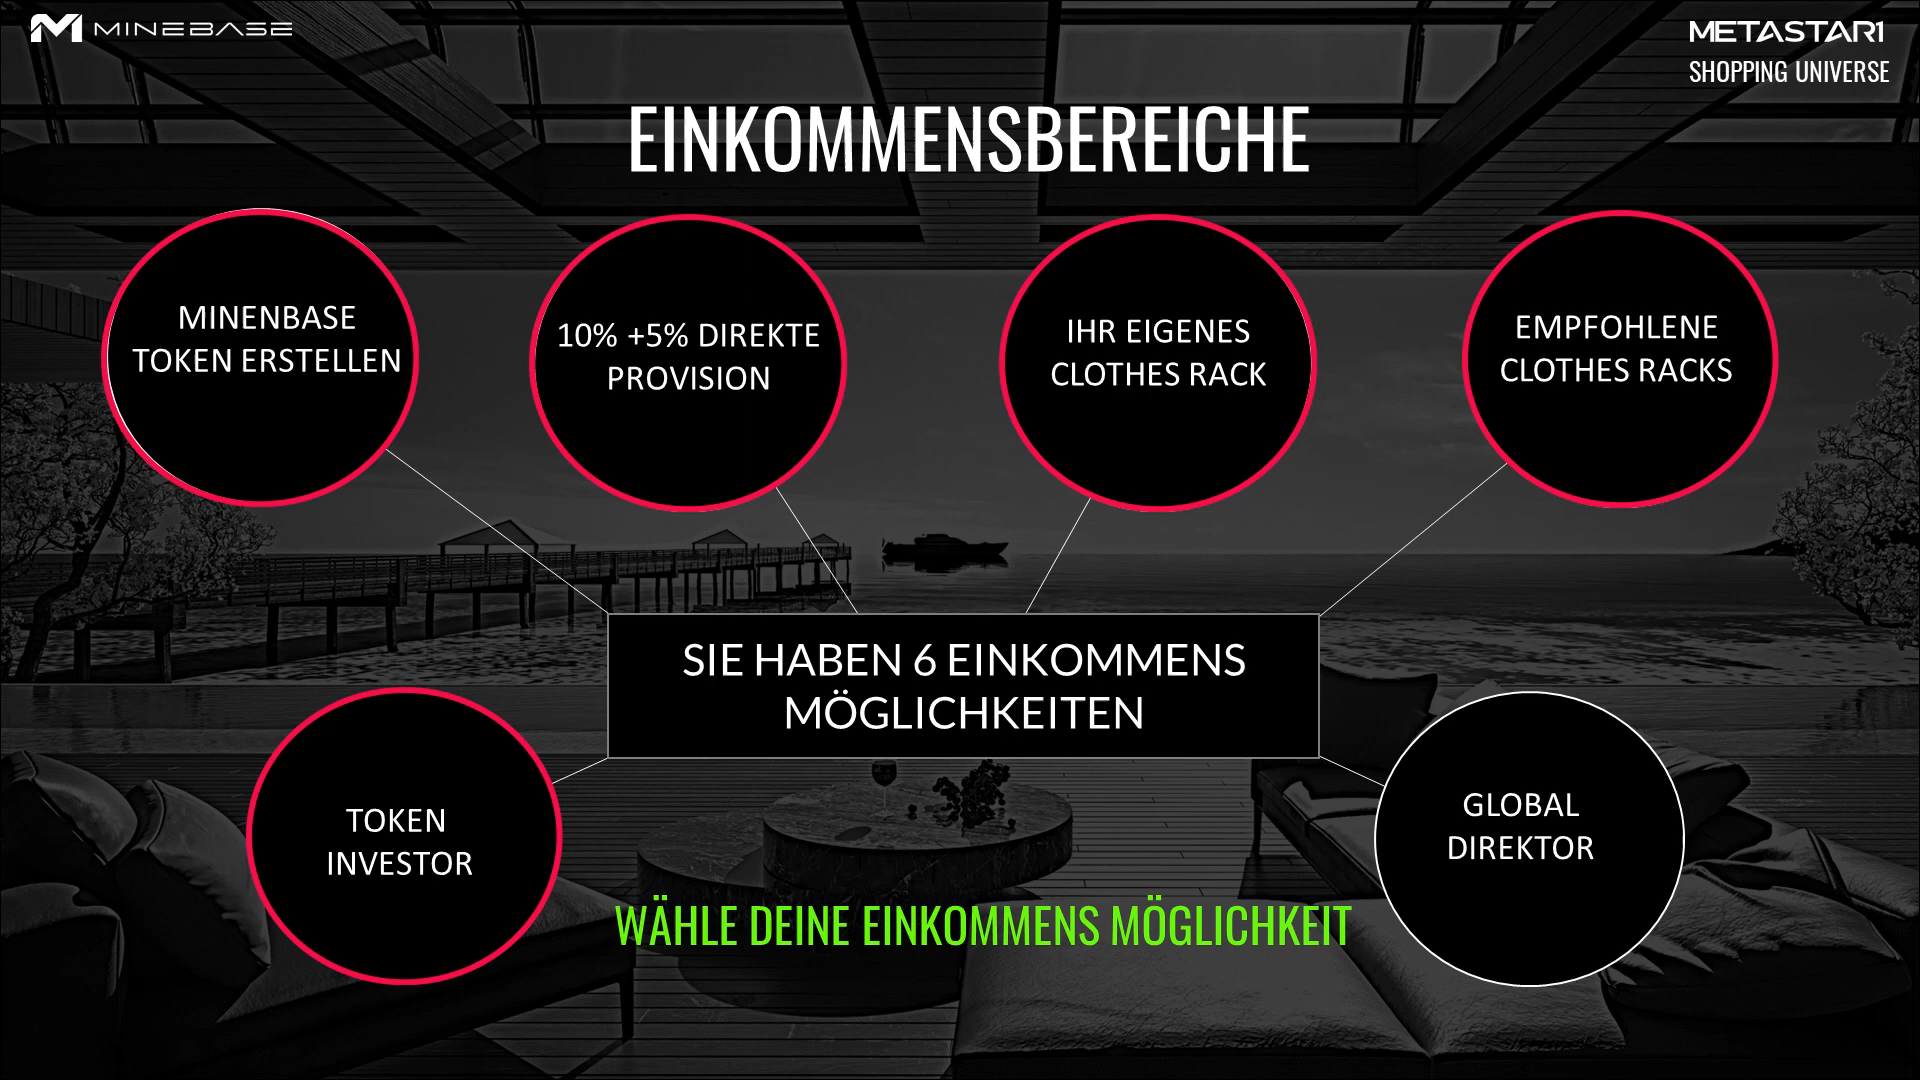 MINEBASE
METASTAR1
SHOPPING UNIVERSE
EINKOMMENSBEREICHE
MINENBASE
TOKEN ERSTELLEN
10% +5% DIREKTE
PROVISION
IHR EIGENES
CLOTHES RACK
EMPFOHLENE
CLOTHES RACKS
SIE HABEN 6 EINKOMMENS
MÖGLICHKEITEN
TOKEN
INVESTOR
GLOBAL
DIREKTOR
WÄHLE DEINE EINKOMMENS MÖGLICHKEIT